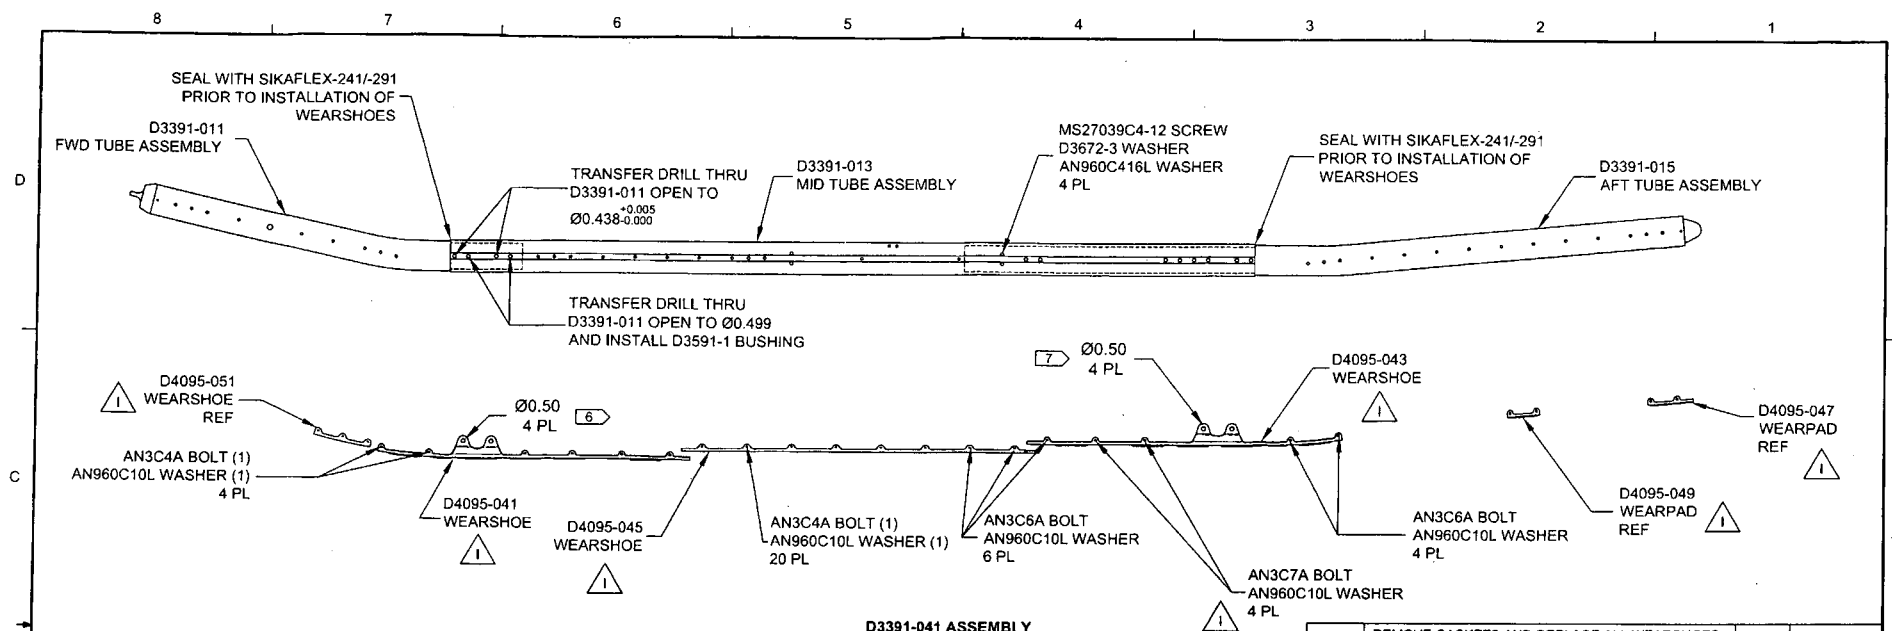 8 7 6 5 4 3 2 1
D
C
SEAL WITH SIKAFLEX-241/-291
PRIOR TO INSTALLATION OF
WEARSHOES
D3391-011
FWD TUBE ASSEMBLY
TRANSFER DRILL THRU
D3391-011 OPEN TO
Ø0.438 +0.005 -0.000
D3391-013
MID TUBE ASSEMBLY
MS27039C4-12 SCREW
D3672-3 WASHER
AN960C416L WASHER
4 PL
SEAL WITH SIKAFLEX-241/-291
PRIOR TO INSTALLATION OF
WEARSHOES
D3391-015
AFT TUBE ASSEMBLY
TRANSFER DRILL THRU
D3391-011 OPEN TO Ø0.499
AND INSTALL D3591-1 BUSHING
D4095-051
WEARSHOE
REF
1
Ø0.50
4 PL
6
7
Ø0.50
4 PL
D4095-043
WEARSHOE
1
D4095-047
WEARPAD
REF
1
AN3C4A BOLT (1)
AN960C10L WASHER (1)
4 PL
D4095-041
WEARSHOE
1
D4095-045
WEARSHOE
1
AN3C4A BOLT (1)
AN960C10L WASHER (1)
20 PL
AN3C6A BOLT
AN960C10L WASHER
6 PL
AN3C7A BOLT
AN960C10L WASHER
4 PL
1
AN3C6A BOLT
AN960C10L WASHER
4 PL
D4095-049
WEARPAD
REF
1
D3391-041 ASSEMBLY